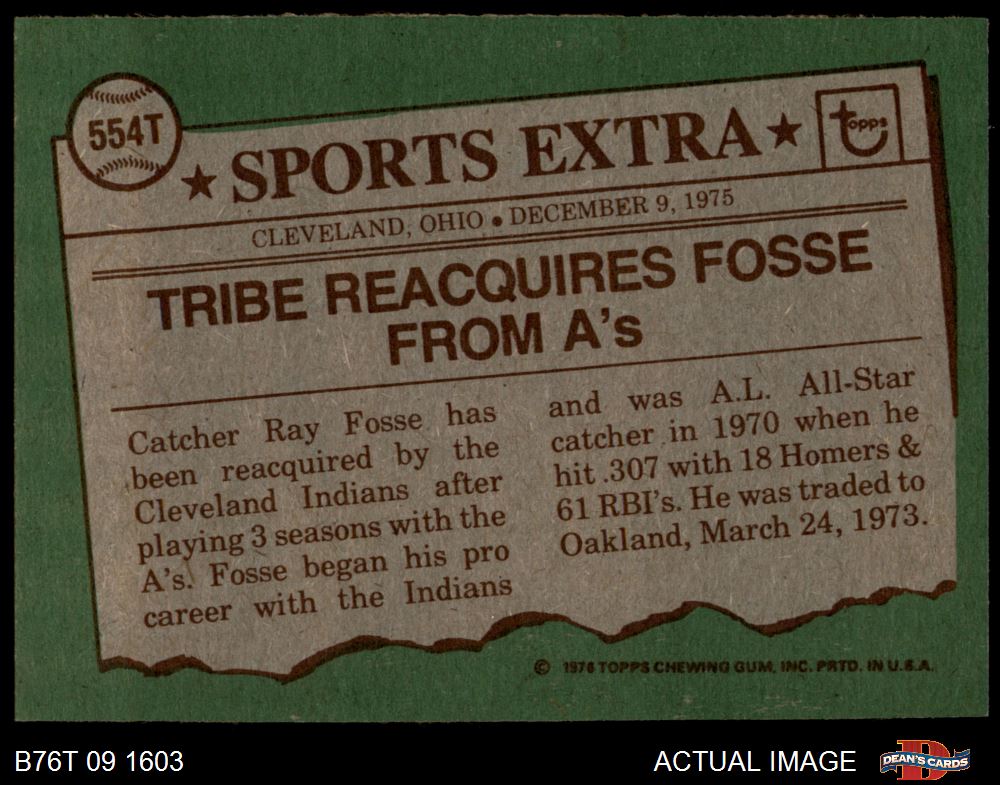 554T
★ SPORTS EXTRA ★
topps
CLEVELAND, OHIO • DECEMBER 9, 1975
TRIBE REACQUIRES FOSSE
FROM A's
Catcher Ray Fosse has
been reacquired by the
Cleveland Indians after
playing 3 seasons with the
A's. Fosse began his pro
career with the Indians
and was A.L. All-Star
catcher in 1970 when he
hit .307 with 18 Homers &
61 RBI's. He was traded to
Oakland, March 24, 1973.
© 1976 TOPPS CHEWING GUM, INC. PRTD. IN U.S.A.
B76T 09 1603
ACTUAL IMAGE
DEAN'S CARDS